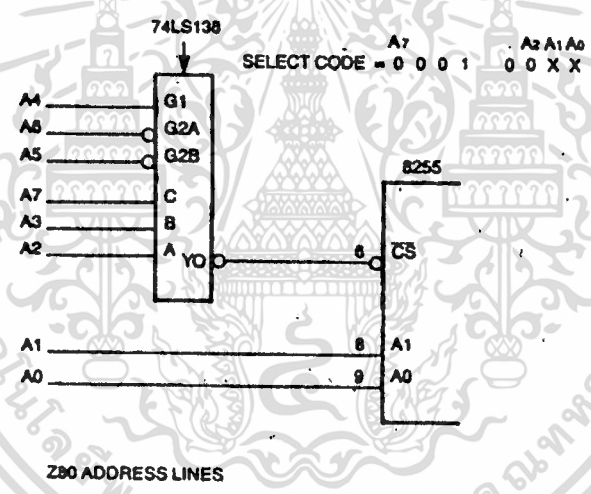 74LS138
A7 A2 A1 A0
SELECT CODE = 0 0 0 1 0 0 X X
A4 G1
A6 G2A
A5 G2B
8255
A7 C
A3 B
A2 A
Y0 6 CS
A1 8 A1
A0 9 A0
Z80 ADDRESS LINES